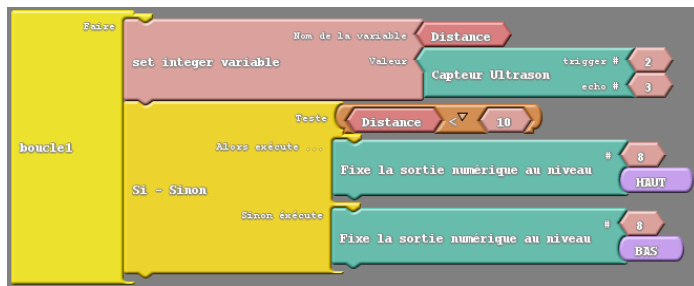 Faire
Nom de la variable Distance
set integer variable Valeur trigger # 2
Capteur Ultrason
echo # 3
Teste Distance < 10
boucle1 Alors exécute ... # 8
Fixe la sortie numérique au niveau
HAUT
Si - Sinon
Sinon éxécute # 8
Fixe la sortie numérique au niveau
BAS